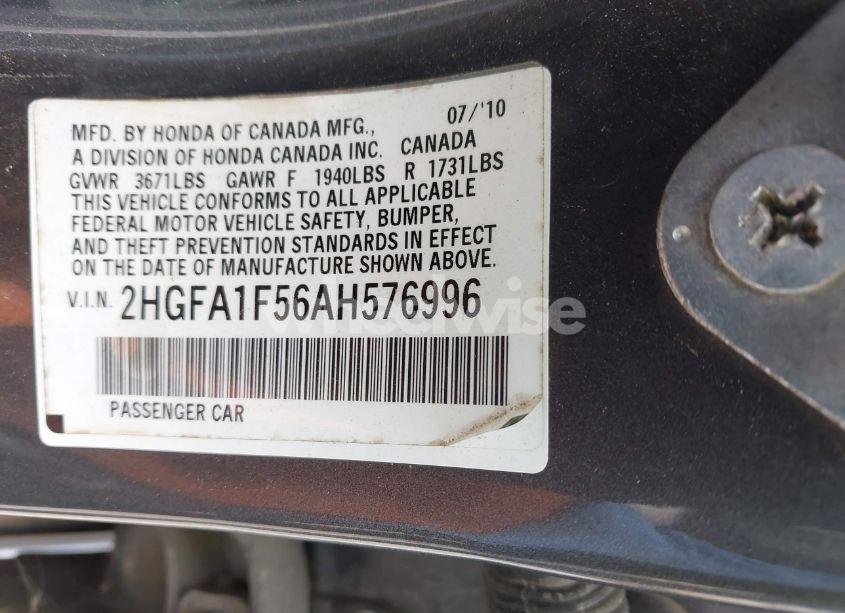 07/'10
MFD. BY HONDA OF CANADA MFG.,
A DIVISION OF HONDA CANADA INC. CANADA
GVWR 3671LBS GAWR F 1940LBS R 1731LBS
THIS VEHICLE CONFORMS TO ALL APPLICABLE
FEDERAL MOTOR VEHICLE SAFETY, BUMPER,
AND THEFT PREVENTION STANDARDS IN EFFECT
ON THE DATE OF MANUFACTURE SHOWN ABOVE.
V.I.N. 2HGFA1F56AH576996
wheelwise
PASSENGER CAR